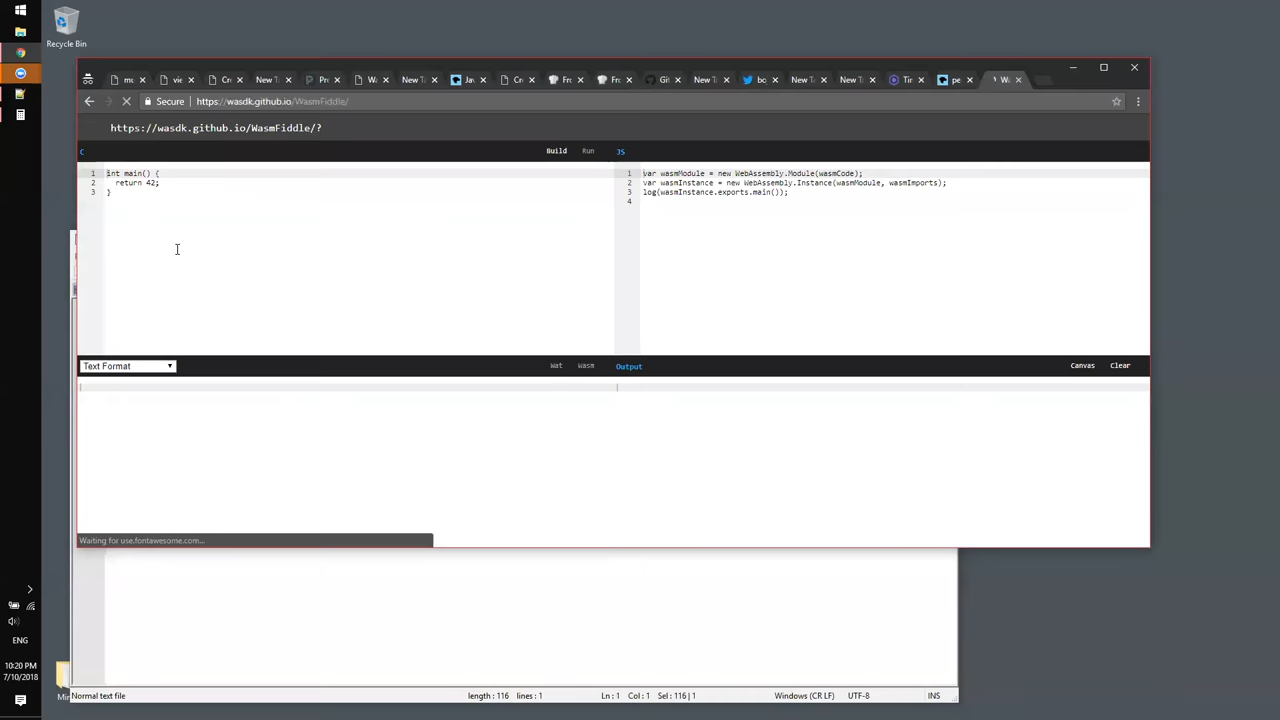 Recycle Bin
Secure https://wasdk.github.io/WasmFiddle/
https://wasdk.github.io/WasmFiddle/?
C Build Run JS
1 int main() {
2 return 42;
3 }
1 var wasmModule = new WebAssembly.Module(wasmCode);
2 var wasmInstance = new WebAssembly.Instance(wasmModule, wasmImports);
3 log(wasmInstance.exports.main());
4
Text Format Wat Wasm Output Canvas Clear
Waiting for use.fontawesome.com...
ENG
10:20 PM
7/10/2018
Normal text file length : 116 lines : 1 Ln : 1 Col : 1 Sel : 116 | 1 Windows (CR LF) UTF-8 INS